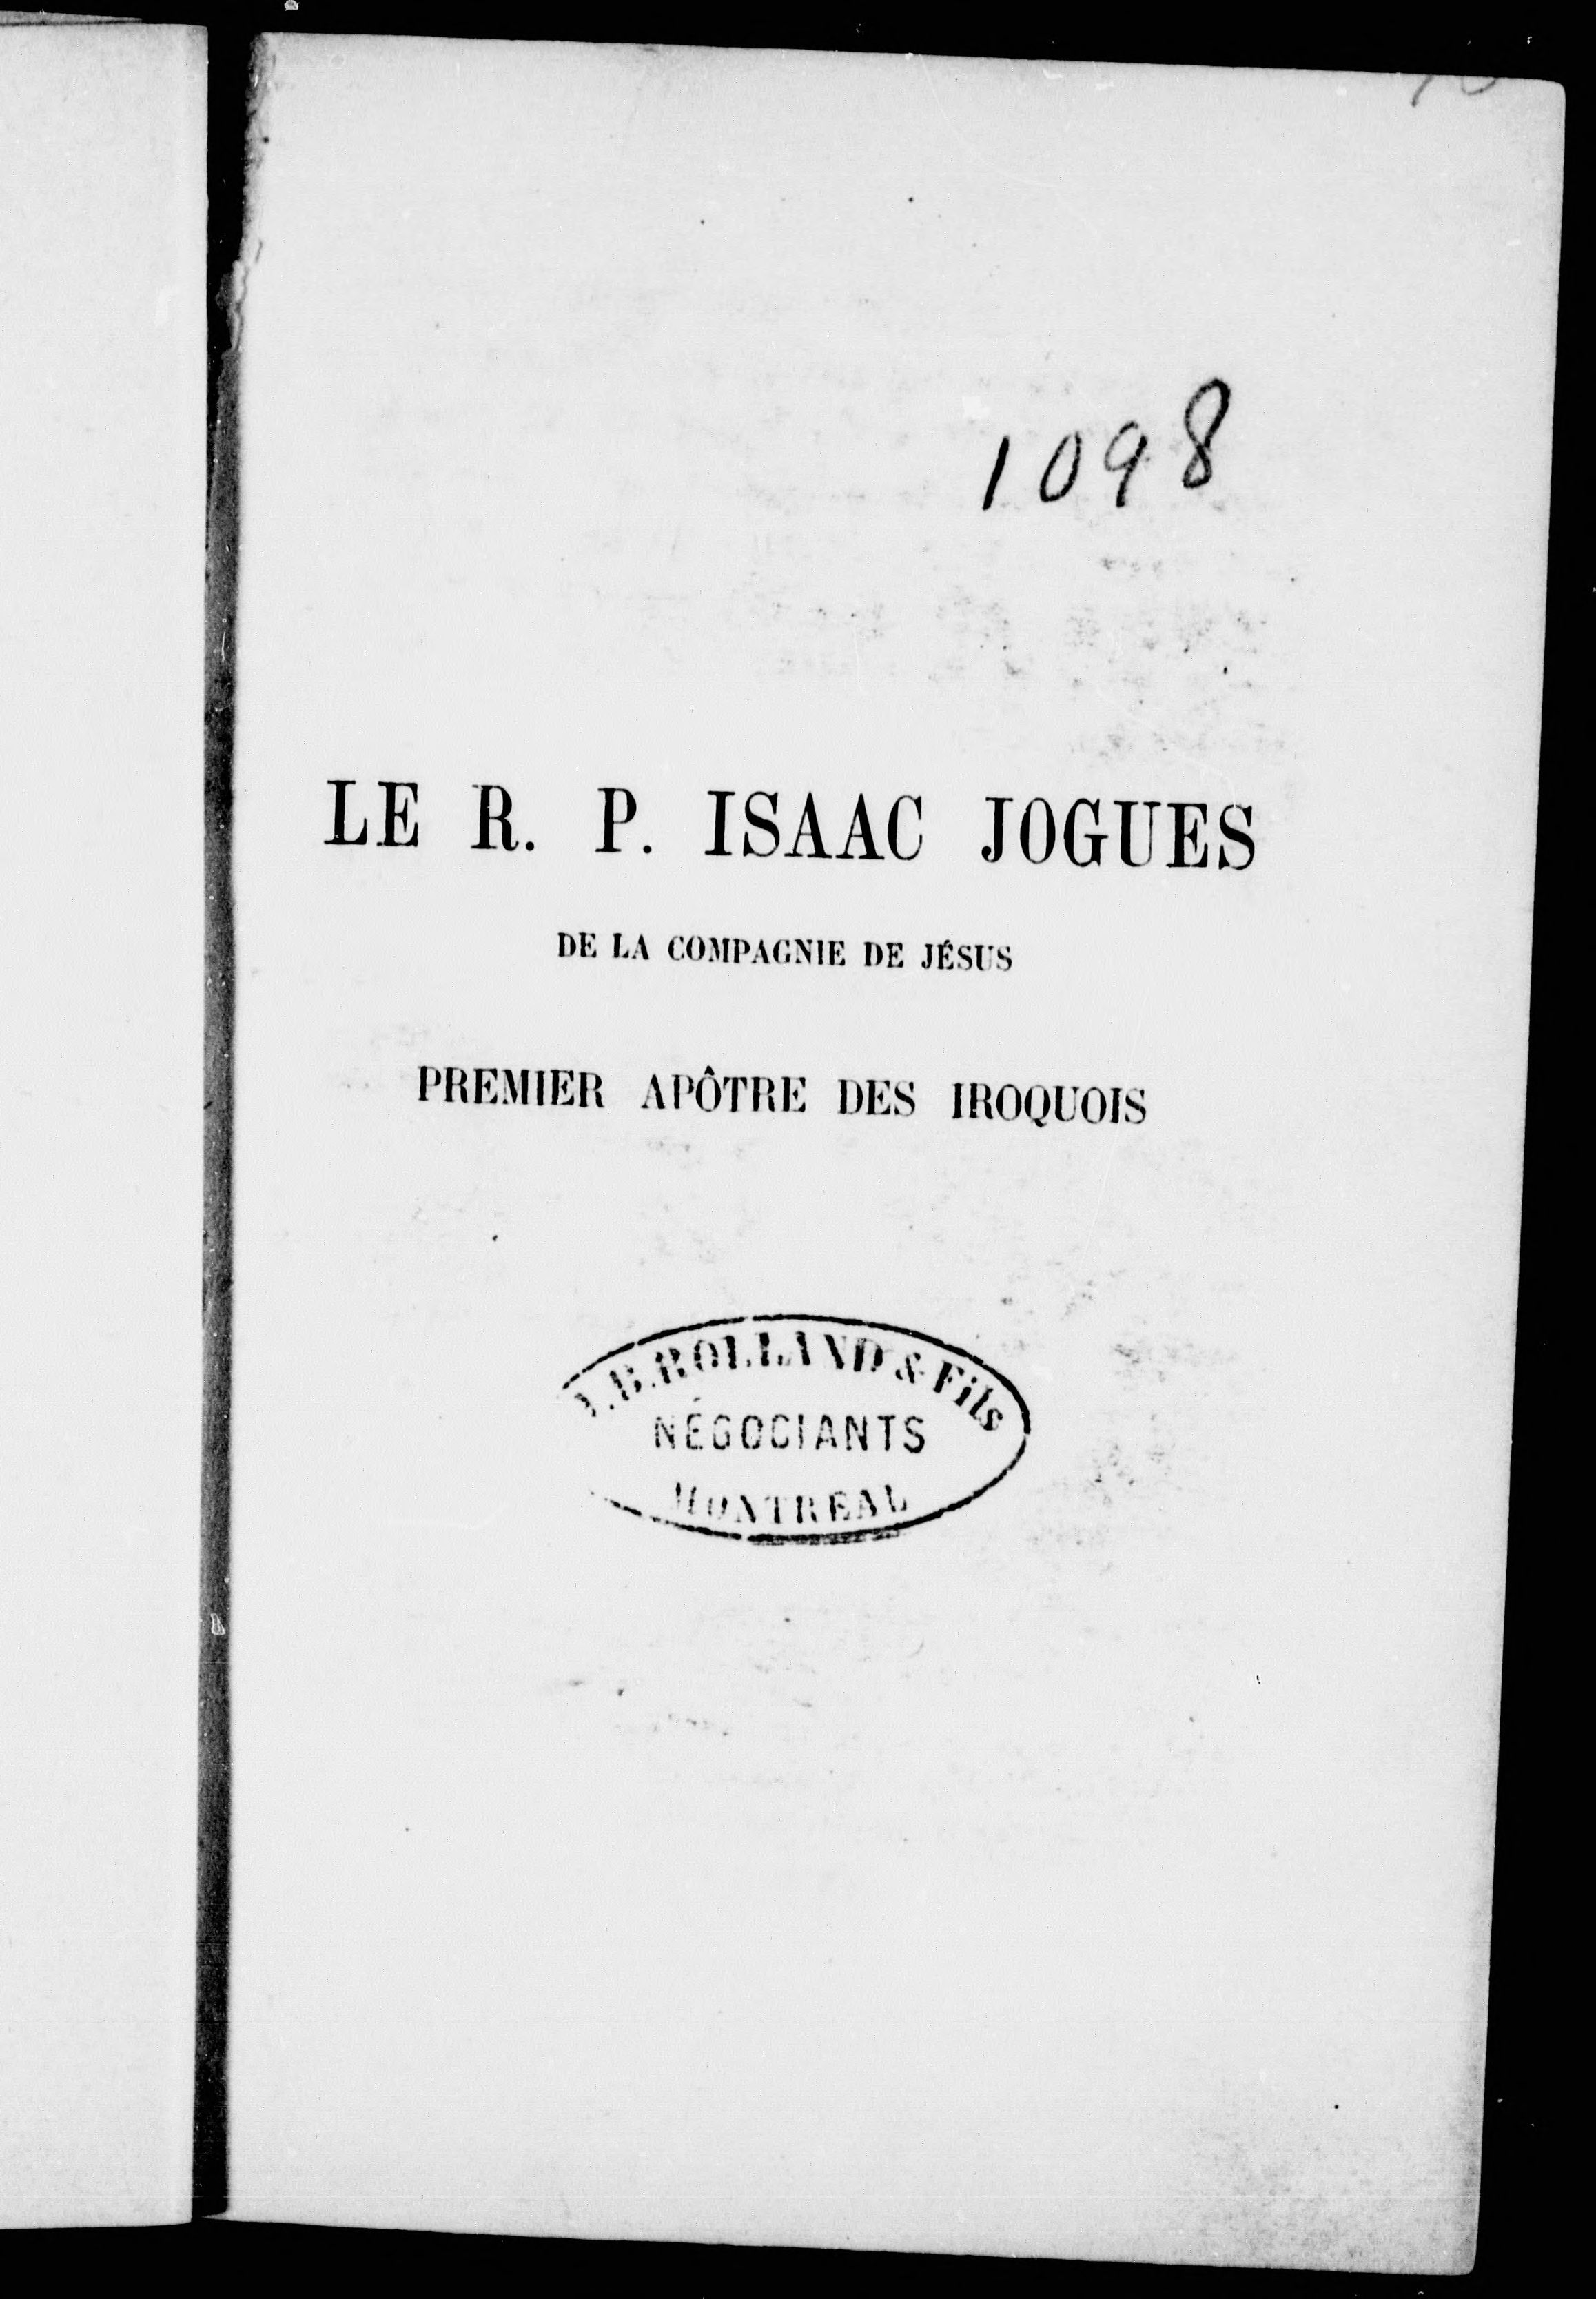 1098
LE R. P. ISAAC JOGUES
DE LA COMPAGNIE DE JÉSUS
PREMIER APÔTRE DES IROQUOIS
J.B.ROLLAND & Fils
NÉGOCIANTS
MONTREAL